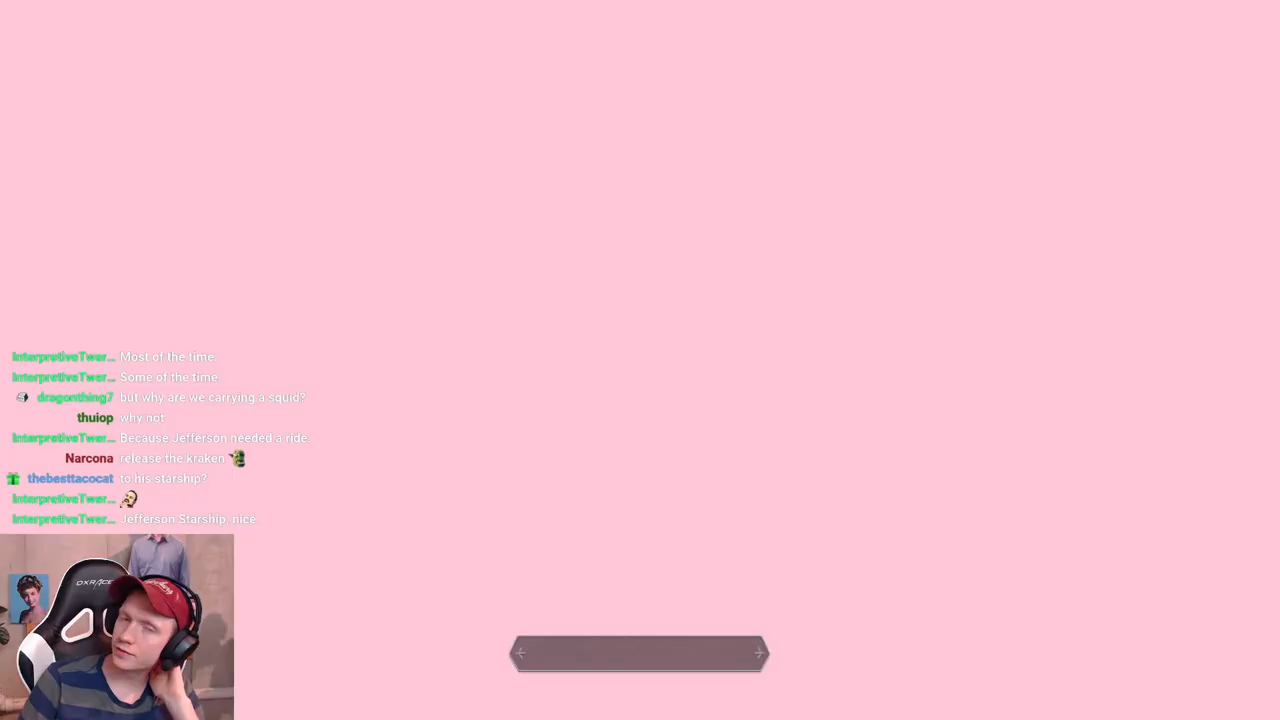 InterpretiveTwer... Most of the time.
InterpretiveTwer... Some of the time.
dragonthing7 but why are we carrying a squid?
thuiop why not
InterpretiveTwer... Because Jefferson needed a ride.
Narcona release the kraken
thebesttacocat to his starship?
InterpretiveTwer...
InterpretiveTwer... Jefferson Starship, nice
DXRACE